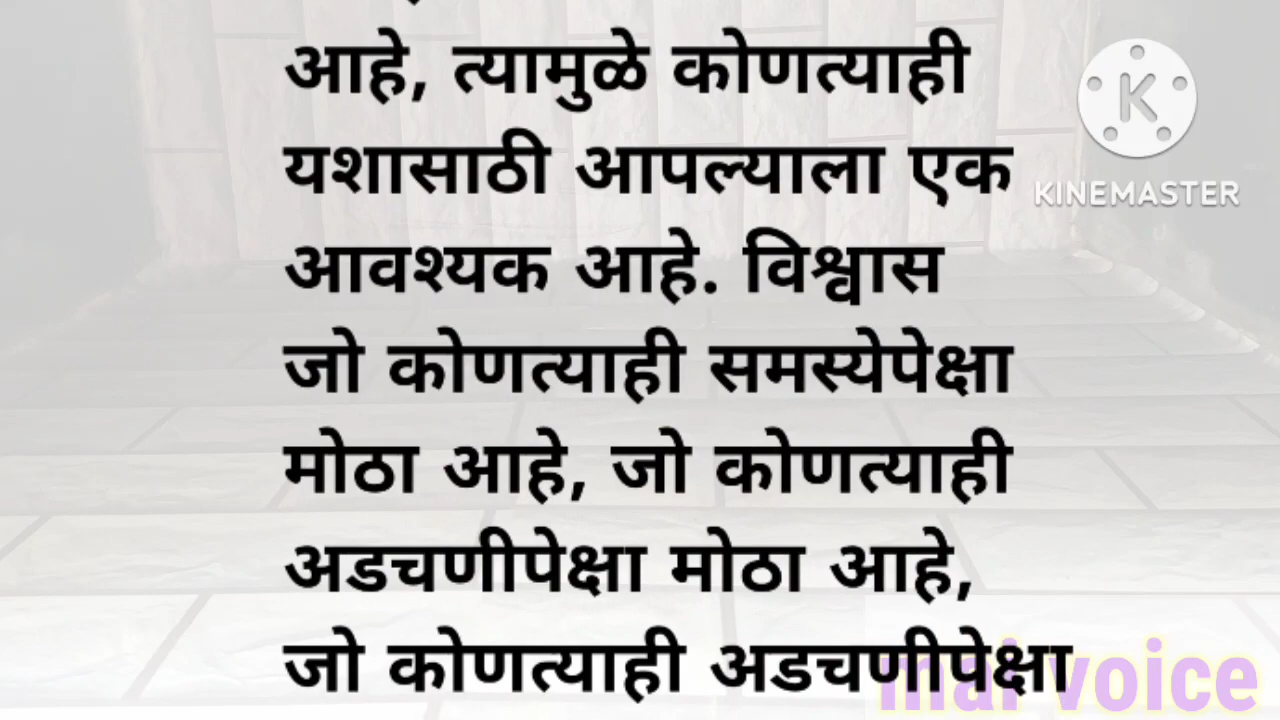 आहे, त्यामुळे कोणत्याही
यशासाठी आपल्याला एक
आवश्यक आहे. विश्वास
जो कोणत्याही समस्येपेक्षा
मोठा आहे, जो कोणत्याही
अडचणीपेक्षा मोठा आहे,
जो कोणत्याही अडचणीपेक्षा
K
KINEMASTER
mai voice